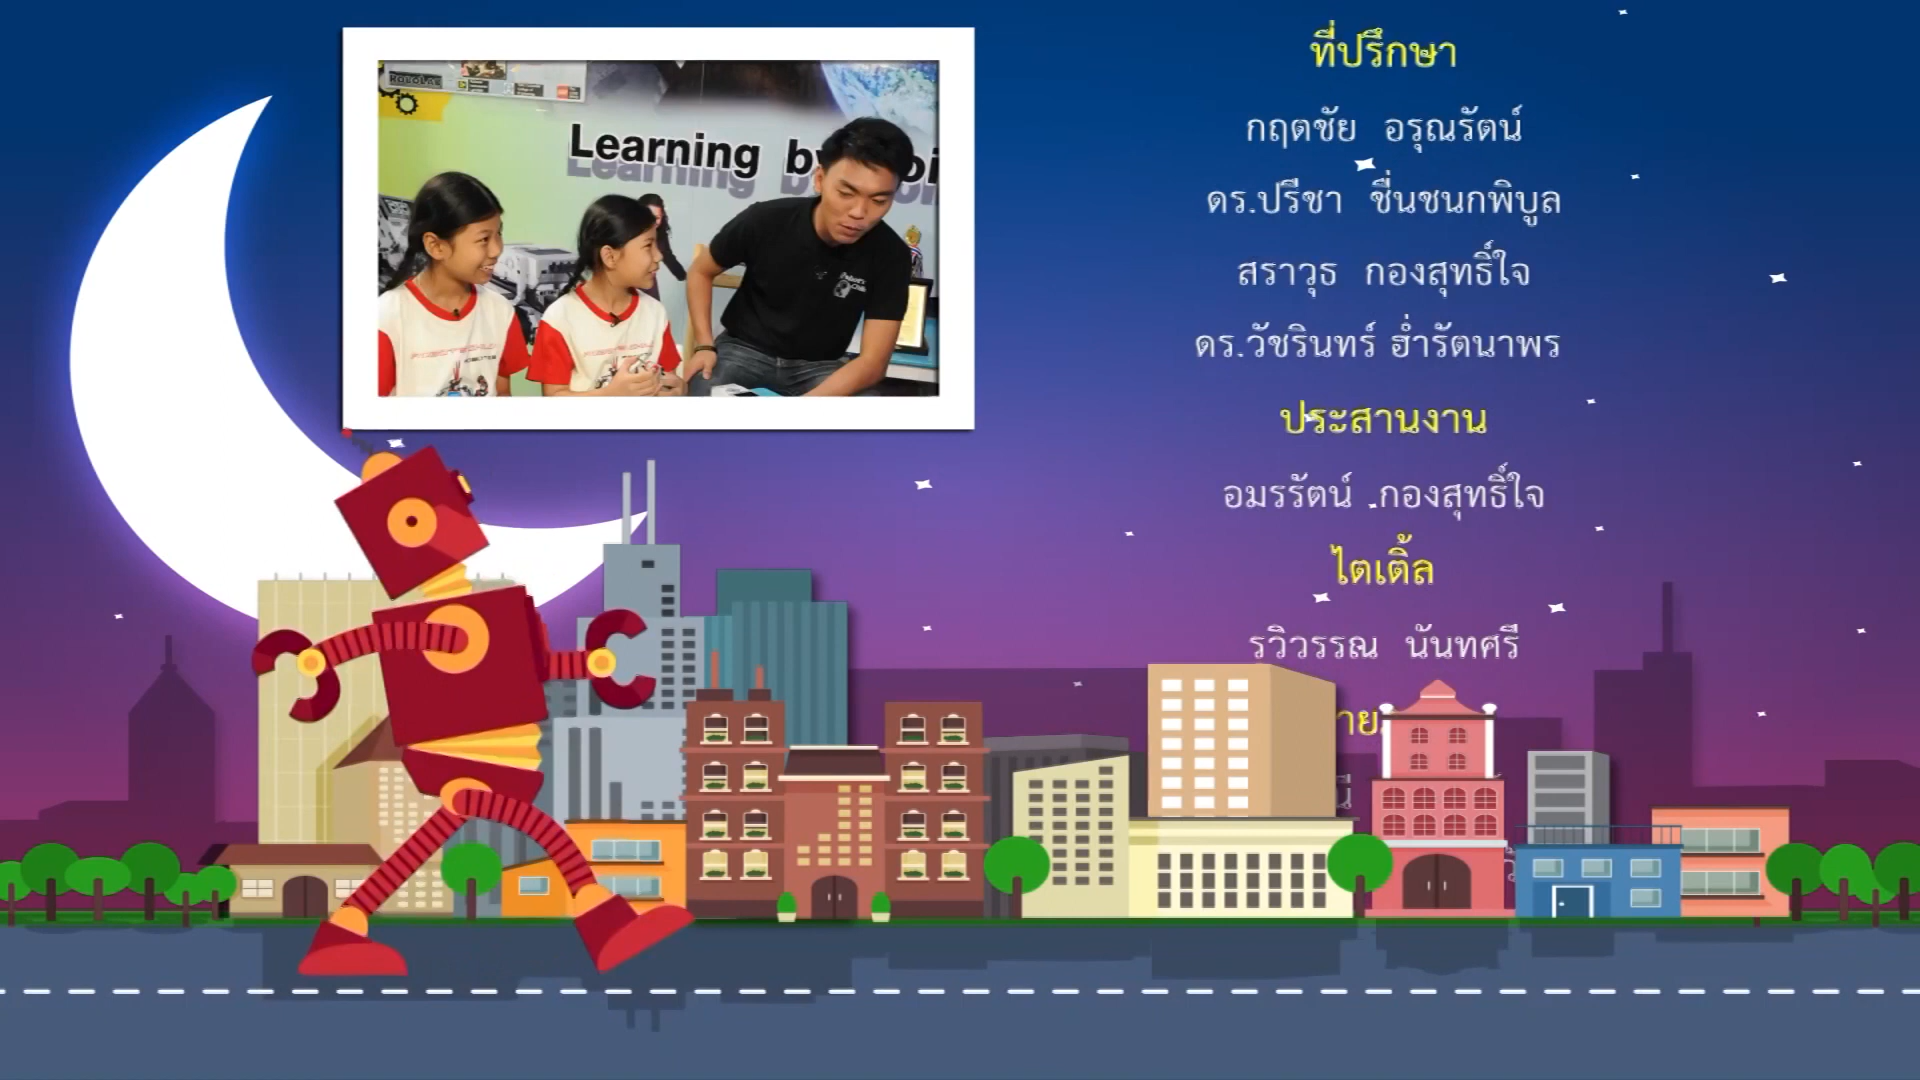 Learning by
ที่ปรึกษา
กฤตชัย อรุณรัตน์
ดร.ปรีชา ชื่นชนกพิบูล
สราวุธ กองสุทธิ์ใจ
ดร.วัชรินทร์ ฮ่ำรัตนาพร
ประสานงาน
อมรรัตน์ กองสุทธิ์ใจ
ไตเติ้ล
รวิวรรณ นันทศรี